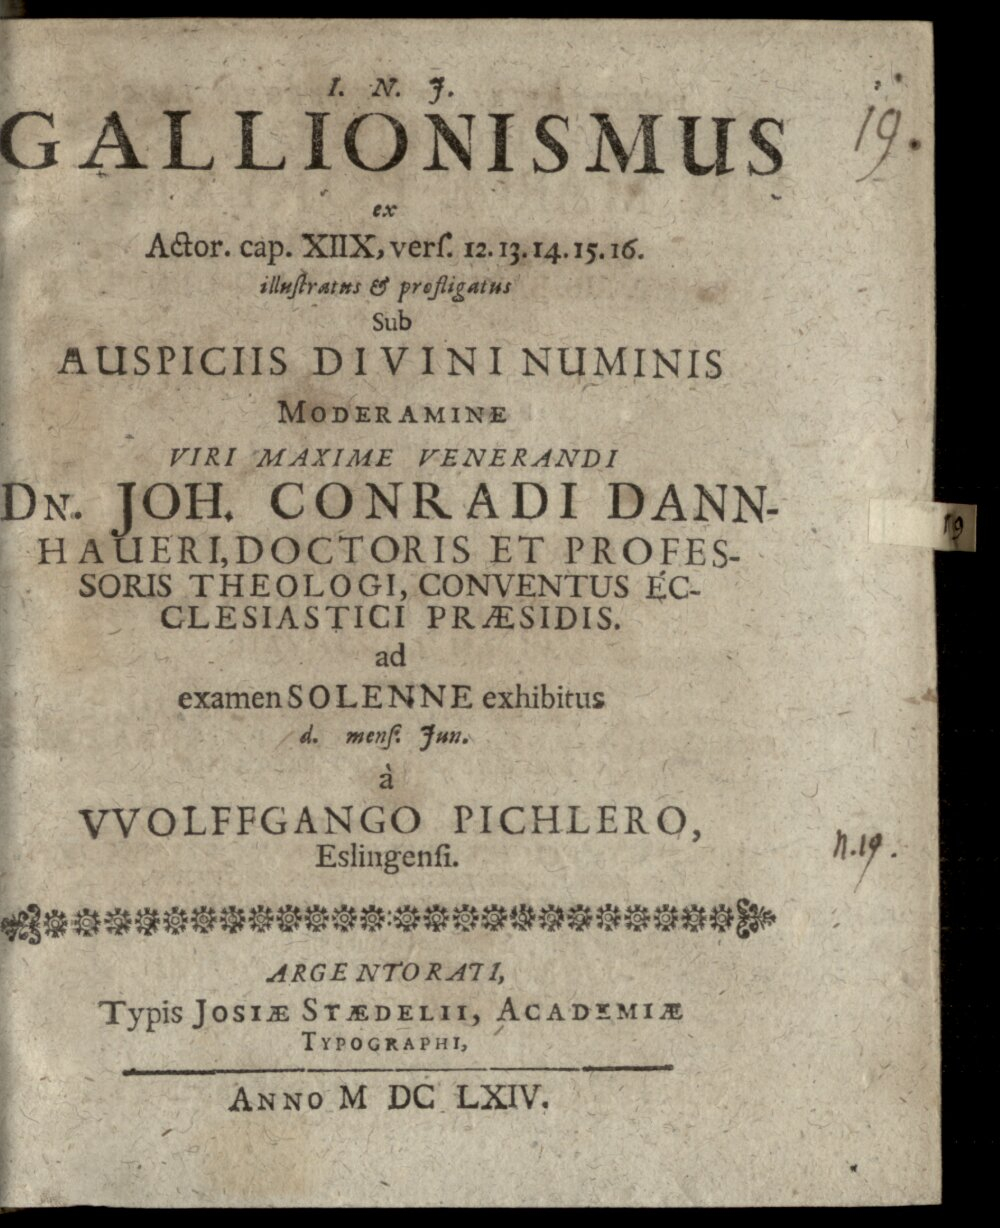 I. N. J.
GALLIONISMUS
19.
ex
Actor. cap. XIIX, verſ. 12. 13. 14. 15. 16.
illuſtratus & profligatus
Sub
AUSPICIIS DIVINI NUMINIS
MODERAMINE
VIRI MAXIME VENERANDI
DN. JOH. CONRADI DANN-
HAUERI, DOCTORIS ET PROFES-
SORIS THEOLOGI, CONVENTUS EC-
CLESIASTICI PRÆSIDIS.
19
ad
examen SOLENNE exhibitus
d. menſ. Jun.
à
VVOLFFGANGO PICHLERO,
Eslingenſi.
n.19.
ARGENTORATI,
Typis JOSIÆ STÆDELII, ACADEMIÆ
TYPOGRAPHI,
ANNO M DC LXIV.